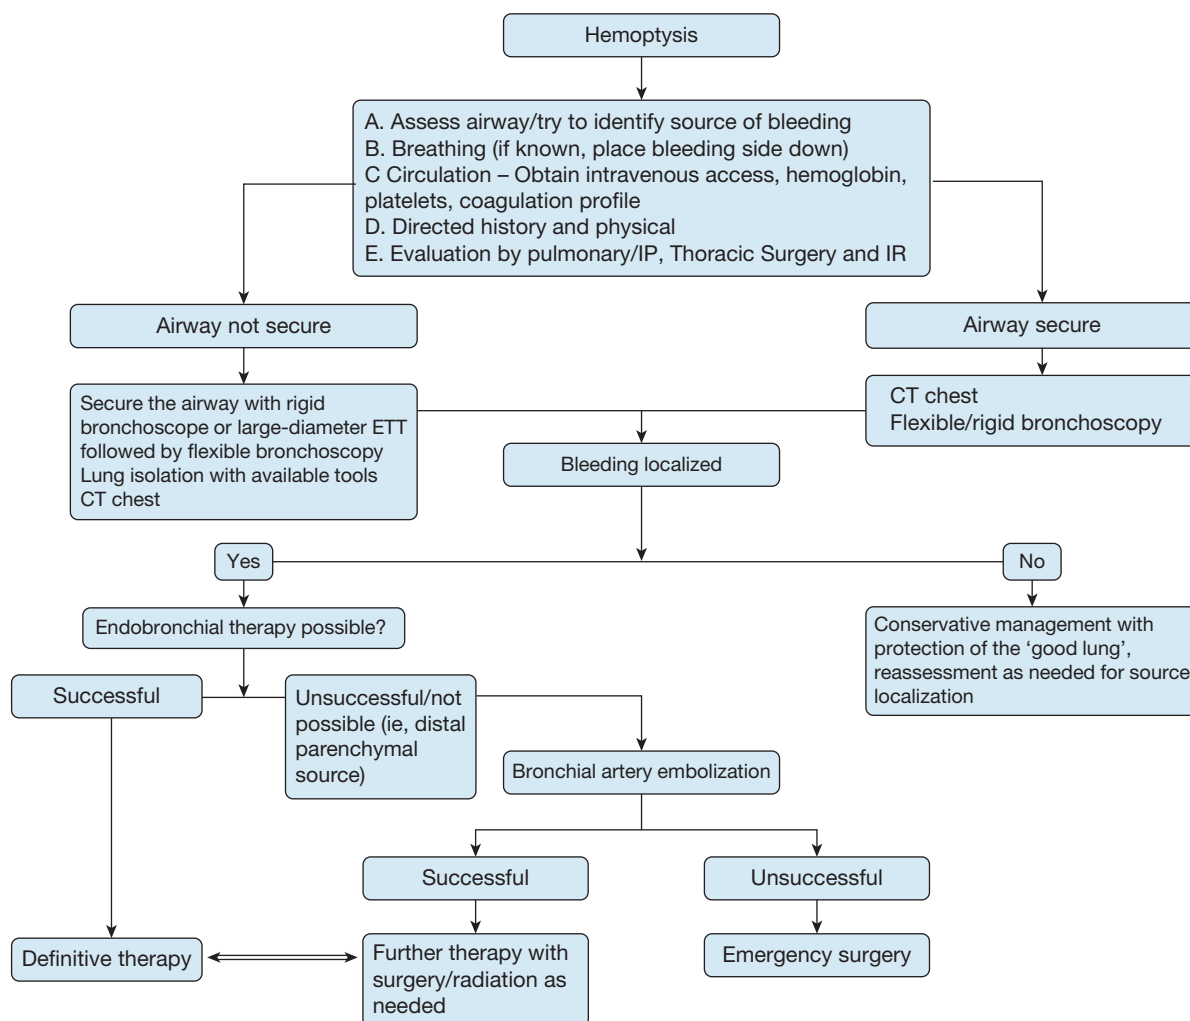 Hemoptysis
A. Assess airway/try to identify source of bleeding
B. Breathing (if known, place bleeding side down)
C Circulation – Obtain intravenous access, hemoglobin,
platelets, coagulation profile
D. Directed history and physical
E. Evaluation by pulmonary/IP, Thoracic Surgery and IR
Airway not secure
Airway secure
Secure the airway with rigid
bronchoscope or large-diameter ETT
followed by flexible bronchoscopy
Lung isolation with available tools
CT chest
CT chest
Flexible/rigid bronchoscopy
Bleeding localized
Yes
No
Endobronchial therapy possible?
Conservative management with
protection of the ‘good lung’,
reassessment as needed for source
localization
Successful
Unsuccessful/not
possible (ie, distal
parenchymal
source)
Bronchial artery embolization
Successful
Unsuccessful
Definitive therapy
Further therapy with
surgery/radiation as
needed
Emergency surgery